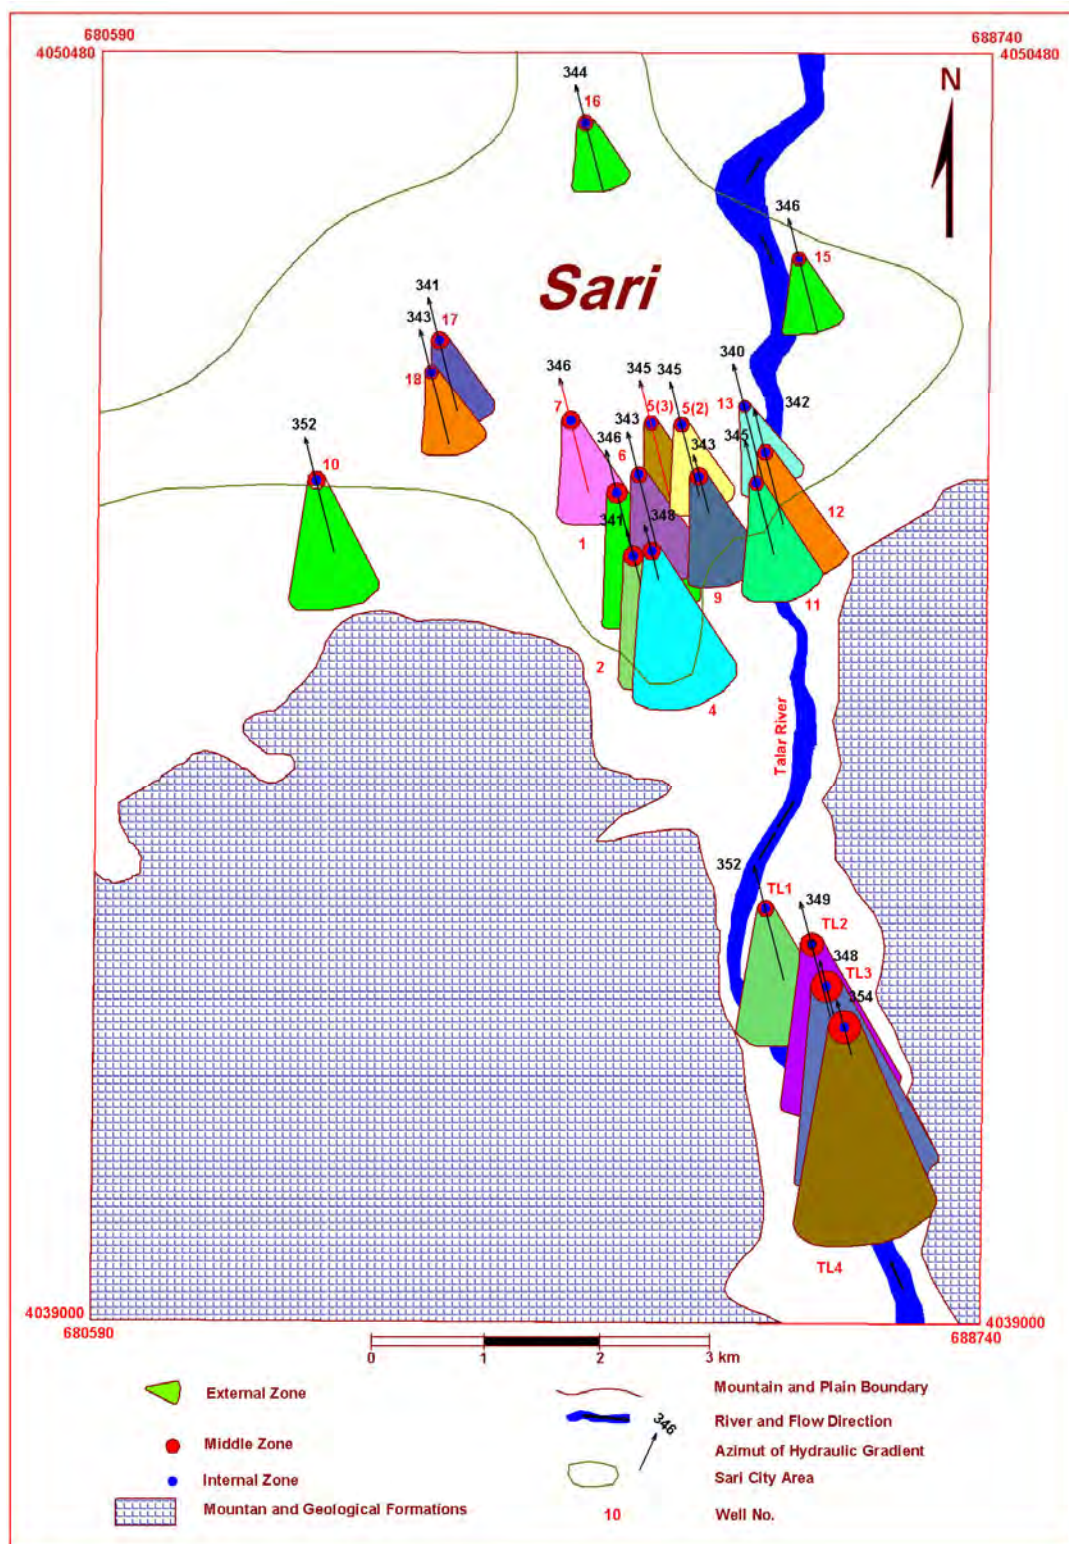 680590
688740
4050480
4050480
344
16
N
346
15
Sari
341
343
17
18
346
345
345
340
7
5(3)
5(2)
13
342
352
343
346
6
343
345
10
341
348
12
1
9
11
2
4
Talar River
352
TL1
349
TL2
348
TL3
354
TL4
4039000
4039000
680590
688740
0
1
2
3 km
External Zone
Mountain and Plain Boundary
346
River and Flow Direction
Middle Zone
Azimut of Hydraulic Gradient
Internal Zone
Sari City Area
Mountan and Geological Formations
10
Well No.